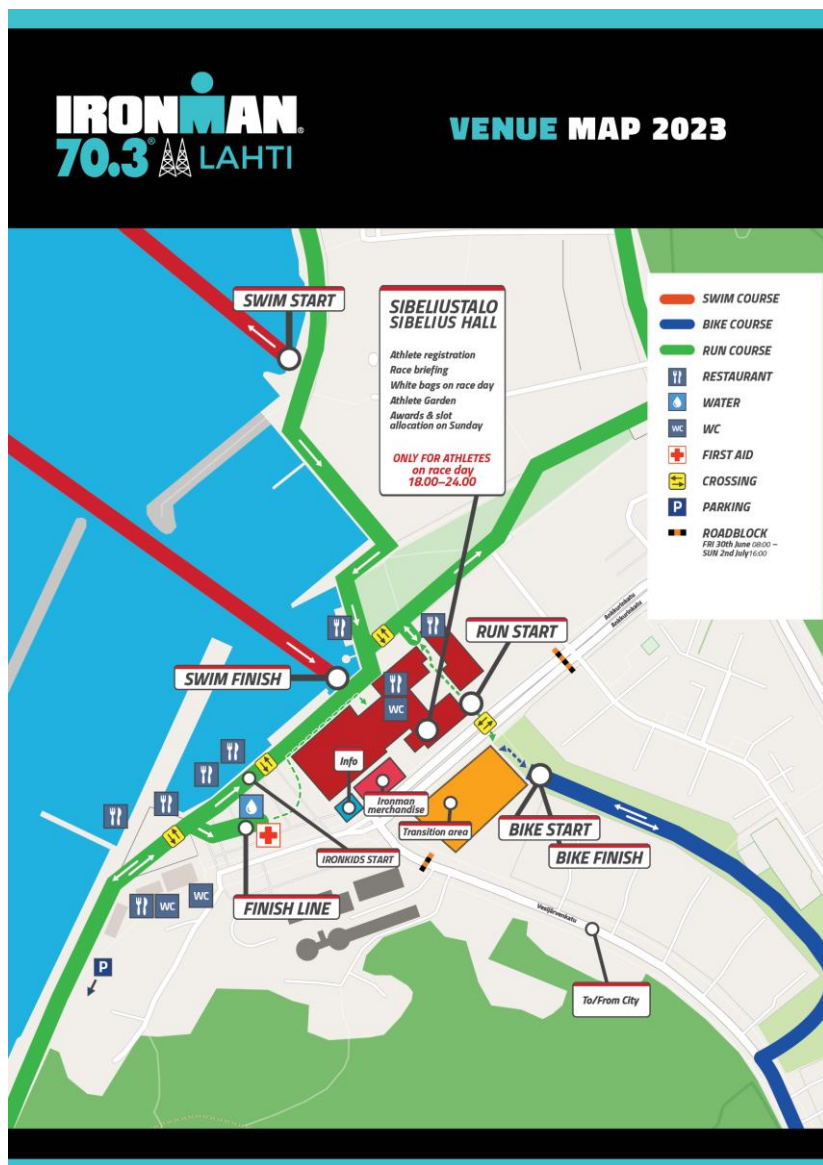 IRONMAN®
70.3® LAHTI
VENUE MAP 2023
SWIM START
SIBELIUSTALO
SIBELIUS HALL
Athlete registration
Race briefing
White bags on race day
Athlete Garden
Awards & slot
allocation on Sunday
ONLY FOR ATHLETES
on race day
18.00–24.00
SWIM COURSE
BIKE COURSE
RUN COURSE
RESTAURANT
WATER
WC
WC
FIRST AID
CROSSING
P
PARKING
ROADBLOCK
FRI 30th June 08:00 –
SUN 2nd July 16:00
Ankkurinkatu
Ankkurinkatu
RUN START
SWIM FINISH
WC
Info
Ironman
merchandise
Transition area
BIKE START
BIKE FINISH
IRONKIDS START
FINISH LINE
WC
WC
Vesijärvenkatu
P
To/From City